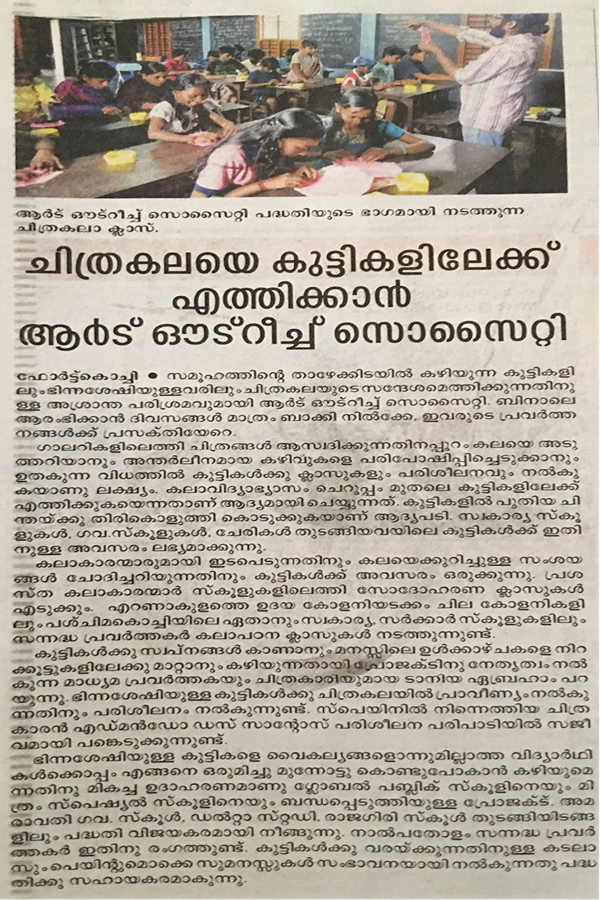 ആർട് ഔട്റീച്ച് സൊസൈറ്റി പദ്ധതിയുടെ ഭാഗമായി നടത്തുന്ന
ചിത്രകലാ ക്ലാസ്.
ചിത്രകലയെ കുട്ടികളിലേക്ക്
എത്തിക്കാൻ
ആർട് ഔട്റീച്ച് സൊസൈറ്റി
ഫോർട്ട്കൊച്ചി ● സമൂഹത്തിന്റെ താഴേക്കിടയിൽ കഴിയുന്ന കുട്ടികളി
ലും ഭിന്നശേഷിയുള്ളവരിലും ചിത്രകലയുടെ സന്ദേശമെത്തിക്കുന്നതിനു
ള്ള അശ്രാന്ത പരിശ്രമവുമായി ആർട് ഔട്റീച്ച് സൊസൈറ്റി. ബിനാലെ
ആരംഭിക്കാൻ ദിവസങ്ങൾ മാത്രം ബാക്കി നിൽക്കേ, ഇവരുടെ പ്രവർത്ത
നങ്ങൾക്ക് പ്രസക്തിയേറെ.
ഗാലറികളിലെത്തി ചിത്രങ്ങൾ ആസ്വദിക്കുന്നതിനപ്പുറം കലയെ അടു
ത്തറിയാനും അന്തർലീനമായ കഴിവുകളെ പരിപോഷിപ്പിച്ചെടുക്കാനും
ഉതകുന്ന വിധത്തിൽ കുട്ടികൾക്കു ക്ലാസുകളും പരിശീലനവും നൽകു
കയാണു ലക്ഷ്യം. കലാവിദ്യാഭ്യാസം ചെറുപ്പം മുതലെ കുട്ടികളിലേക്ക്
എത്തിക്കുകയെന്നതാണ് ആദ്യമായി ചെയ്യുന്നത്. കുട്ടികളിൽ പുതിയ ചി
ന്തയ്ക്കു തിരികൊളുത്തി കൊടുക്കുകയാണ് ആദ്യപടി. സ്വകാര്യ സ്കൂ
ളുകൾ, ഗവ.സ്കൂളുകൾ, ചേരികൾ തുടങ്ങിയവയിലെ കുട്ടികൾക്ക് ഇതി
നുള്ള അവസരം ലഭ്യമാക്കുന്നു.
കലാകാരന്മാരുമായി ഇടപെടുന്നതിനും കലയെക്കുറിച്ചുള്ള സംശയ
ങ്ങൾ ചോദിച്ചറിയുന്നതിനും കുട്ടികൾക്ക് അവസരം ഒരുക്കുന്നു. പ്രശ
സ്ത കലാകാരന്മാർ സ്കൂളുകളിലെത്തി സോദോഹരണ ക്ലാസുകൾ
എടുക്കും. എറണാകുളത്തെ ഉദയ കോളനിയടക്കം ചില കോളനികളി
ലും പശ്ചിമകൊച്ചിയിലെ ഏതാനും സ്വകാര്യ, സർക്കാർ സ്കൂളുകളിലും
സന്നദ്ധ പ്രവർത്തകർ കലാപഠന ക്ലാസുകൾ നടത്തുന്നുണ്ട്.
കുട്ടികൾക്കു സ്വപ്നങ്ങൾ കാണാനും മനസ്സിലെ ഉൾക്കാഴ്ചകളെ നിറ
ക്കൂട്ടുകളിലേക്കു മാറ്റാനും കഴിയുന്നതായി പ്രോജക്ടിനു നേതൃത്വം നൽ
കുന്ന മാധ്യമ പ്രവർത്തകയും ചിത്രകാരിയുമായ ടാനിയ ഏബ്രഹാം പറ
യുന്നു. ഭിന്നശേഷിയുള്ള കുട്ടികൾക്കു ചിത്രകലയിൽ പ്രാവീണ്യം നൽകു
ന്നതിനും പരിശീലനം നൽകുന്നുണ്ട്. സ്പെയിനിൽ നിന്നെത്തിയ ചിത്ര
കാരൻ എഡ്മൻഡോ ഡസ് സാന്റോസ് പരിശീലന പരിപാടിയിൽ സജീ
വമായി പങ്കെടുക്കുന്നുണ്ട്.
ഭിന്നശേഷിയുള്ള കുട്ടികളെ വൈകല്യങ്ങളൊന്നുമില്ലാത്ത വിദ്യാർഥി
കൾക്കൊപ്പം എങ്ങനെ ഒരുമിച്ചു മുന്നോട്ടു കൊണ്ടുപോകാൻ കഴിയുമെ
ന്നതിനു മികച്ച ഉദാഹരണമാണു ഗ്ലോബൽ പബ്ലിക് സ്കൂളിനെയും മി
ത്രം സ്പെഷ്യൽ സ്കൂളിനെയും ബന്ധപ്പെടുത്തിയുള്ള പ്രോജക്ട്. അമ
രാവതി ഗവ. സ്കൂൾ, ഡൽറ്റാ സ്റ്റഡി, രാജഗിരി സ്കൂൾ തുടങ്ങിയിടങ്ങ
ളിലും പദ്ധതി വിജയകരമായി നീങ്ങുന്നു. നാൽപതോളം സന്നദ്ധ പ്രവർ
ത്തകർ ഇതിനു രംഗത്തുണ്ട്. കുട്ടികൾക്കു വരയ്ക്കുന്നതിനുള്ള കടലാ
സും പെയിന്റുമൊക്കെ സുമനസ്സുകൾ സംഭാവനയായി നൽകുന്നതു പദ്ധ
തിക്കു സഹായകരമാകുന്നു.